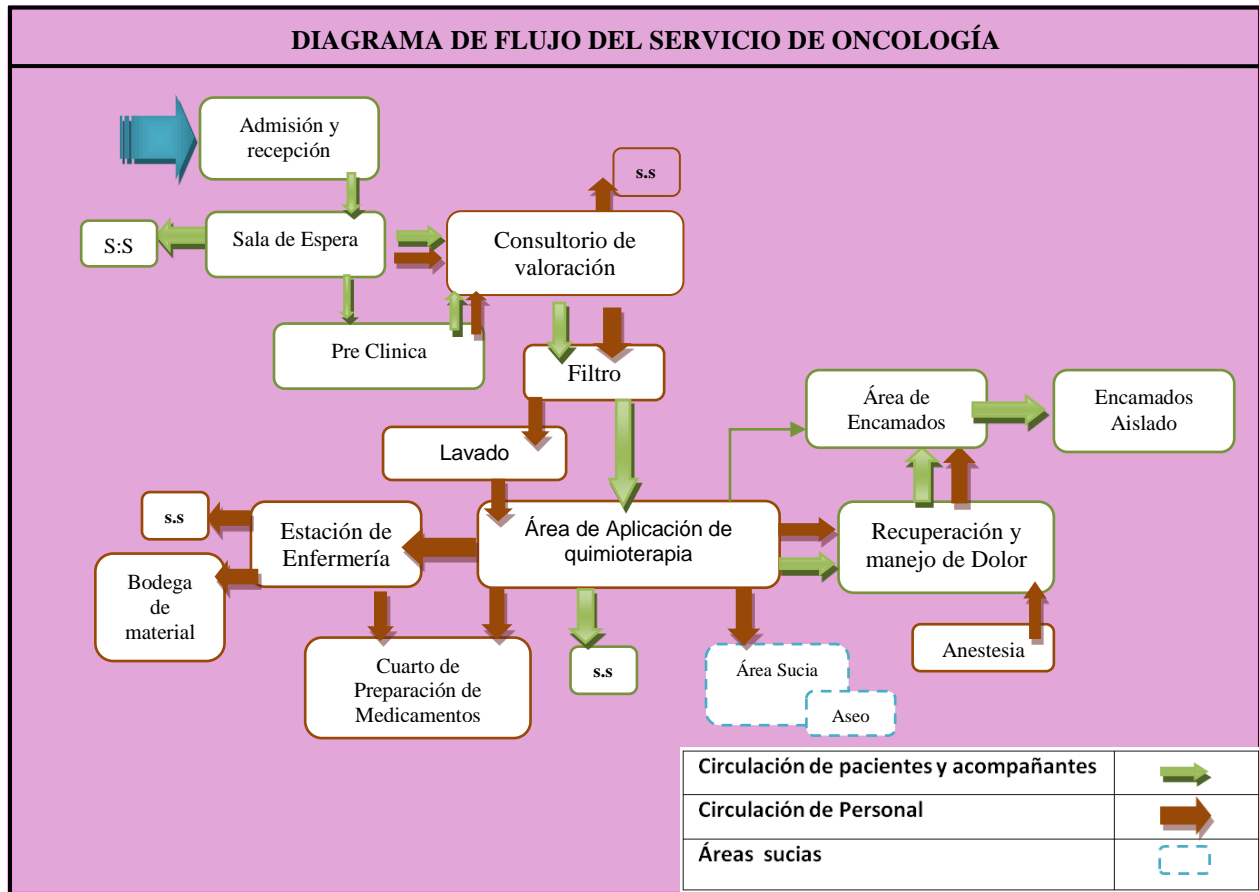 DIAGRAMA DE FLUJO DEL SERVICIO DE ONCOLOGÍA
Admisión y
recepción
s.s
S:S
Sala de Espera
Consultorio de
valoración
Pre Clinica
Filtro
Área de
Encamados
Encamados
Aislado
Lavado
s.s
Estación de
Enfermería
Área de Aplicación de
quimioterapia
Recuperación y
manejo de Dolor
Bodega
de
material
Anestesia
Cuarto de
Preparación de
Medicamentos
s.s
Área Sucia
Aseo
Circulación de pacientes y acompañantes
Circulación de Personal
Áreas sucias